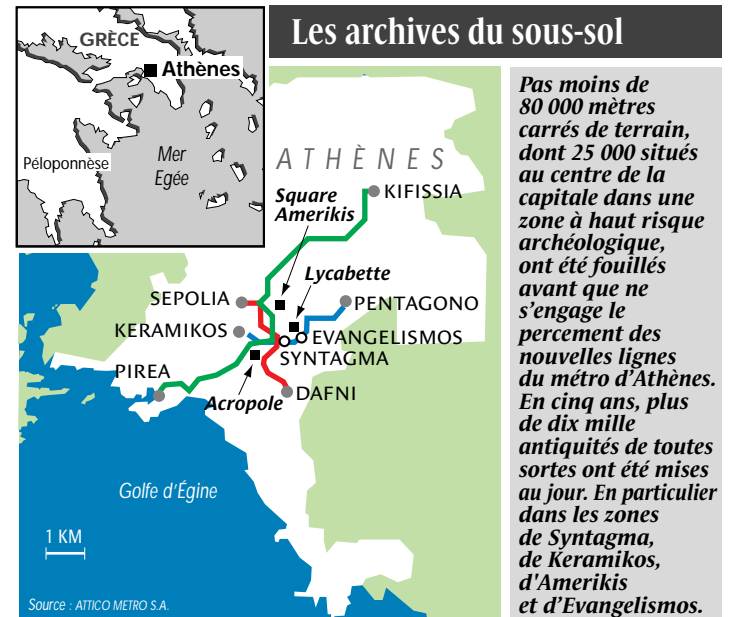 Les archives du sous-sol
GRÈCE
Athènes
Péloponnèse
Mer
Egée
ATHÈNES
Square
Amerikis
KIFISSIA
Lycabette
SEPOLIA
PENTAGONO
KERAMIKOS
EVANGELISMOS
SYNTAGMA
PIREA
Acropole
DAFNI
Golfe d'Égine
1 KM
Source : ATTICO METRO S.A.
Pas moins de
80 000 mètres
carrés de terrain,
dont 25 000 situés
au centre de la
capitale dans une
zone à haut risque
archéologique,
ont été fouillés
avant que ne
s’engage le
percement des
nouvelles lignes
du métro d’Athènes.
En cinq ans, plus
de dix mille
antiquités de toutes
sortes ont été mises
au jour. En particulier
dans les zones
de Syntagma,
de Keramikos,
d'Amerikis
et d’Evangelismos.